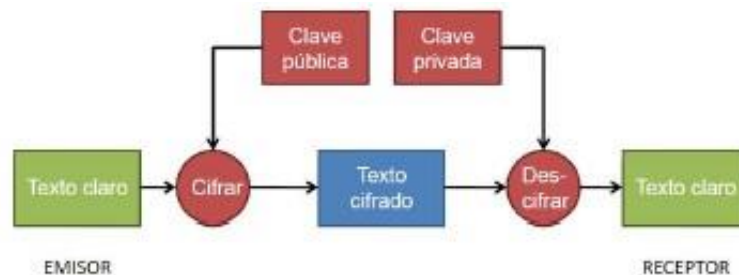 Clave
pública
Clave
privada
Texto claro
Cifrar
Texto
cifrado
Des-
cifrar
Texto claro
EMISOR
RECEPTOR